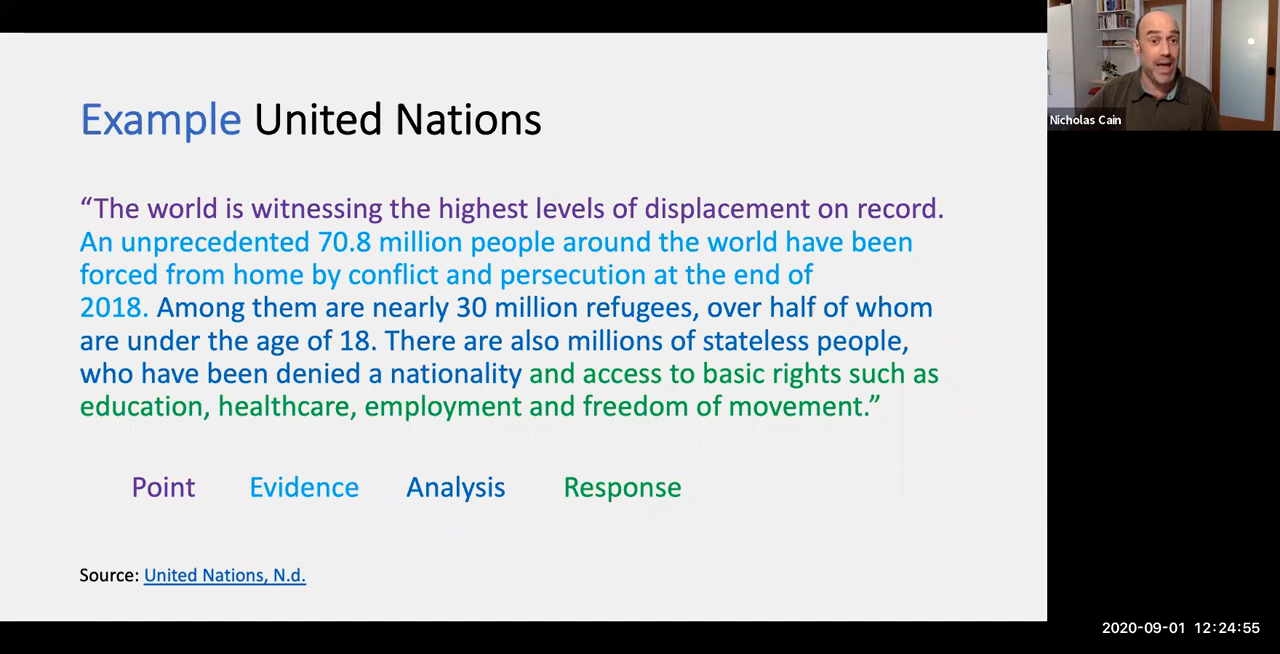 Example United Nations
“The world is witnessing the highest levels of displacement on record.
An unprecedented 70.8 million people around the world have been
forced from home by conflict and persecution at the end of
2018. Among them are nearly 30 million refugees, over half of whom
are under the age of 18. There are also millions of stateless people,
who have been denied a nationality and access to basic rights such as
education, healthcare, employment and freedom of movement.”
Point Evidence Analysis Response
Source: United Nations, N.d.
Nicholas Cain
2020-09-01 12:24:55